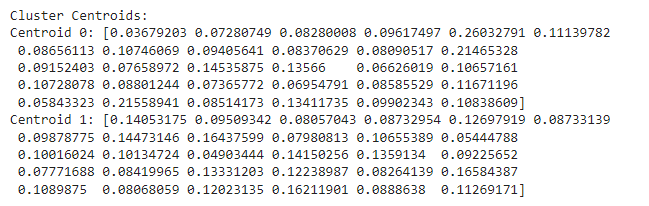 Cluster Centroids:
Centroid 0: [0.03679203 0.07280749 0.08280008 0.09617497 0.26032791 0.11139782
 0.08656113 0.10746069 0.09405641 0.08370629 0.08090517 0.21465328
 0.09152403 0.07658972 0.14535875 0.13566    0.06626019 0.10657161
 0.10728078 0.08801244 0.07365772 0.06954791 0.08585529 0.11671196
 0.05843323 0.21558941 0.08514173 0.13411735 0.09902343 0.10838609]
Centroid 1: [0.14053175 0.09509342 0.08057043 0.08732954 0.12697919 0.08733139
 0.09878775 0.14473146 0.16437599 0.07980813 0.10655389 0.05444788
 0.10016024 0.10134724 0.04903444 0.14150256 0.1359134  0.09225652
 0.07771688 0.08419965 0.13331203 0.12238987 0.08264139 0.16584387
 0.1089875  0.08068059 0.12023135 0.16211901 0.0888638  0.11269171]